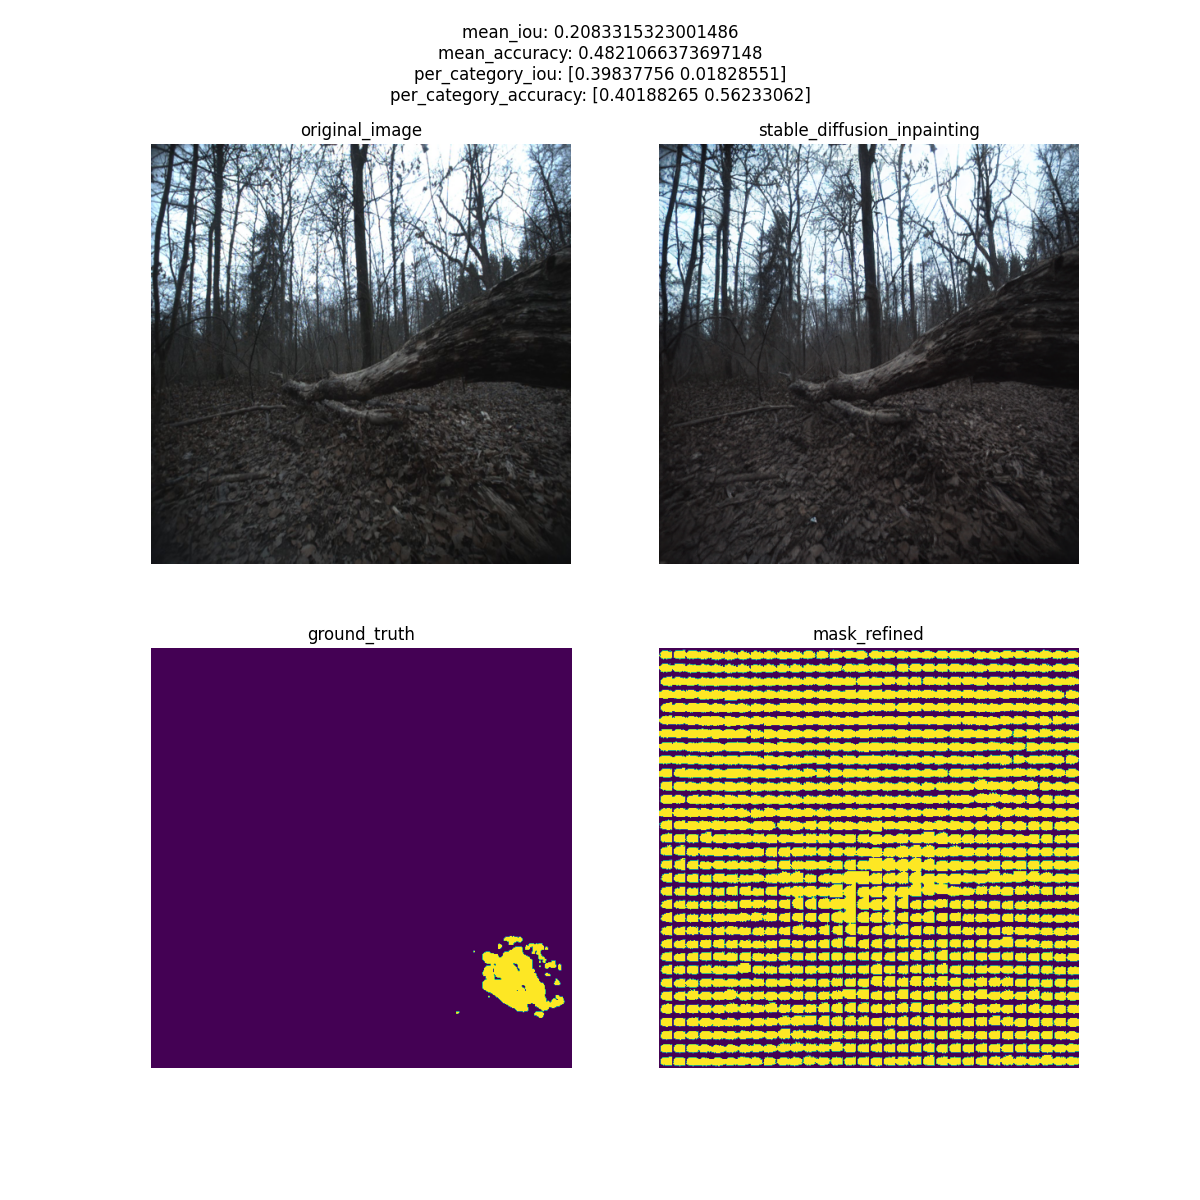 mean_iou: 0.2083315323001486
mean_accuracy: 0.4821066373697148
per_category_iou: [0.39837756 0.01828551]
per_category_accuracy: [0.40188265 0.56233062]
original_image
stable_diffusion_inpainting
ground_truth
mask_refined